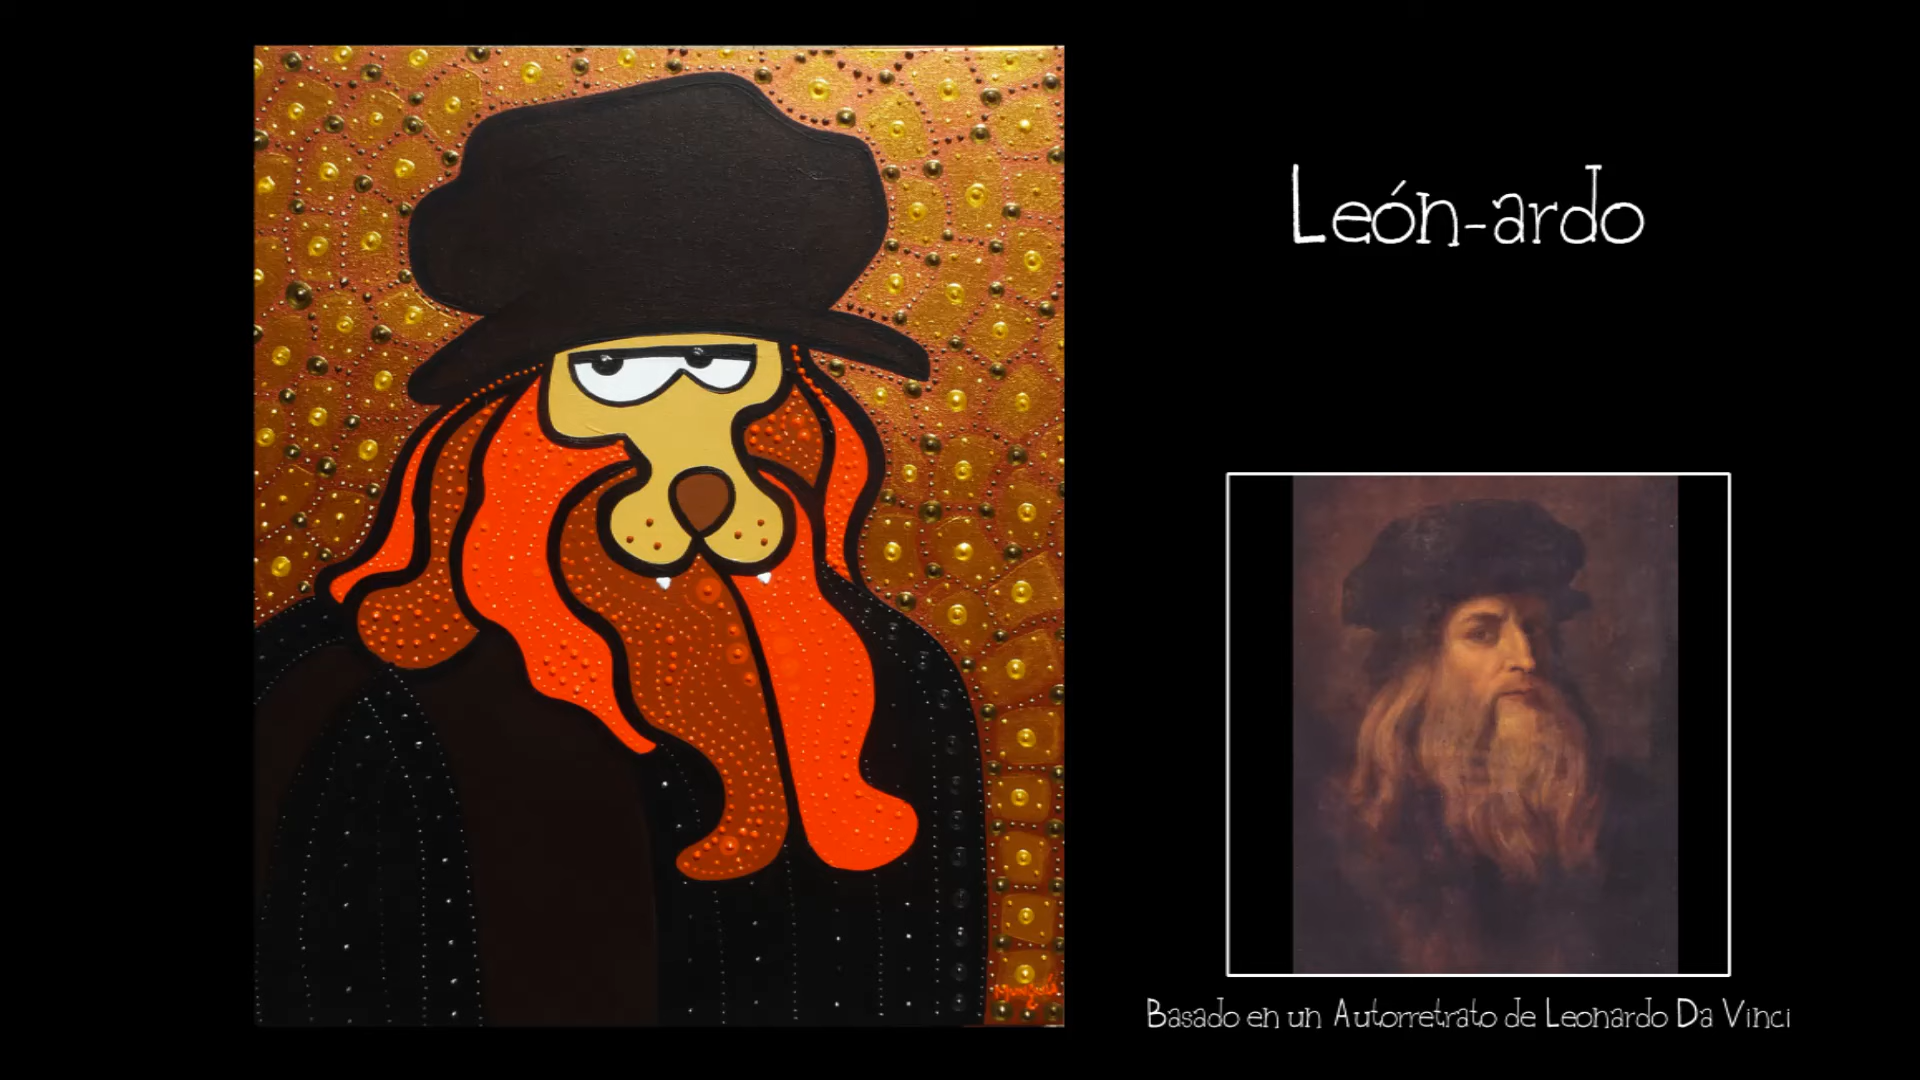 León-ardo
Basado en un Autorretrato de Leonardo Da Vinci